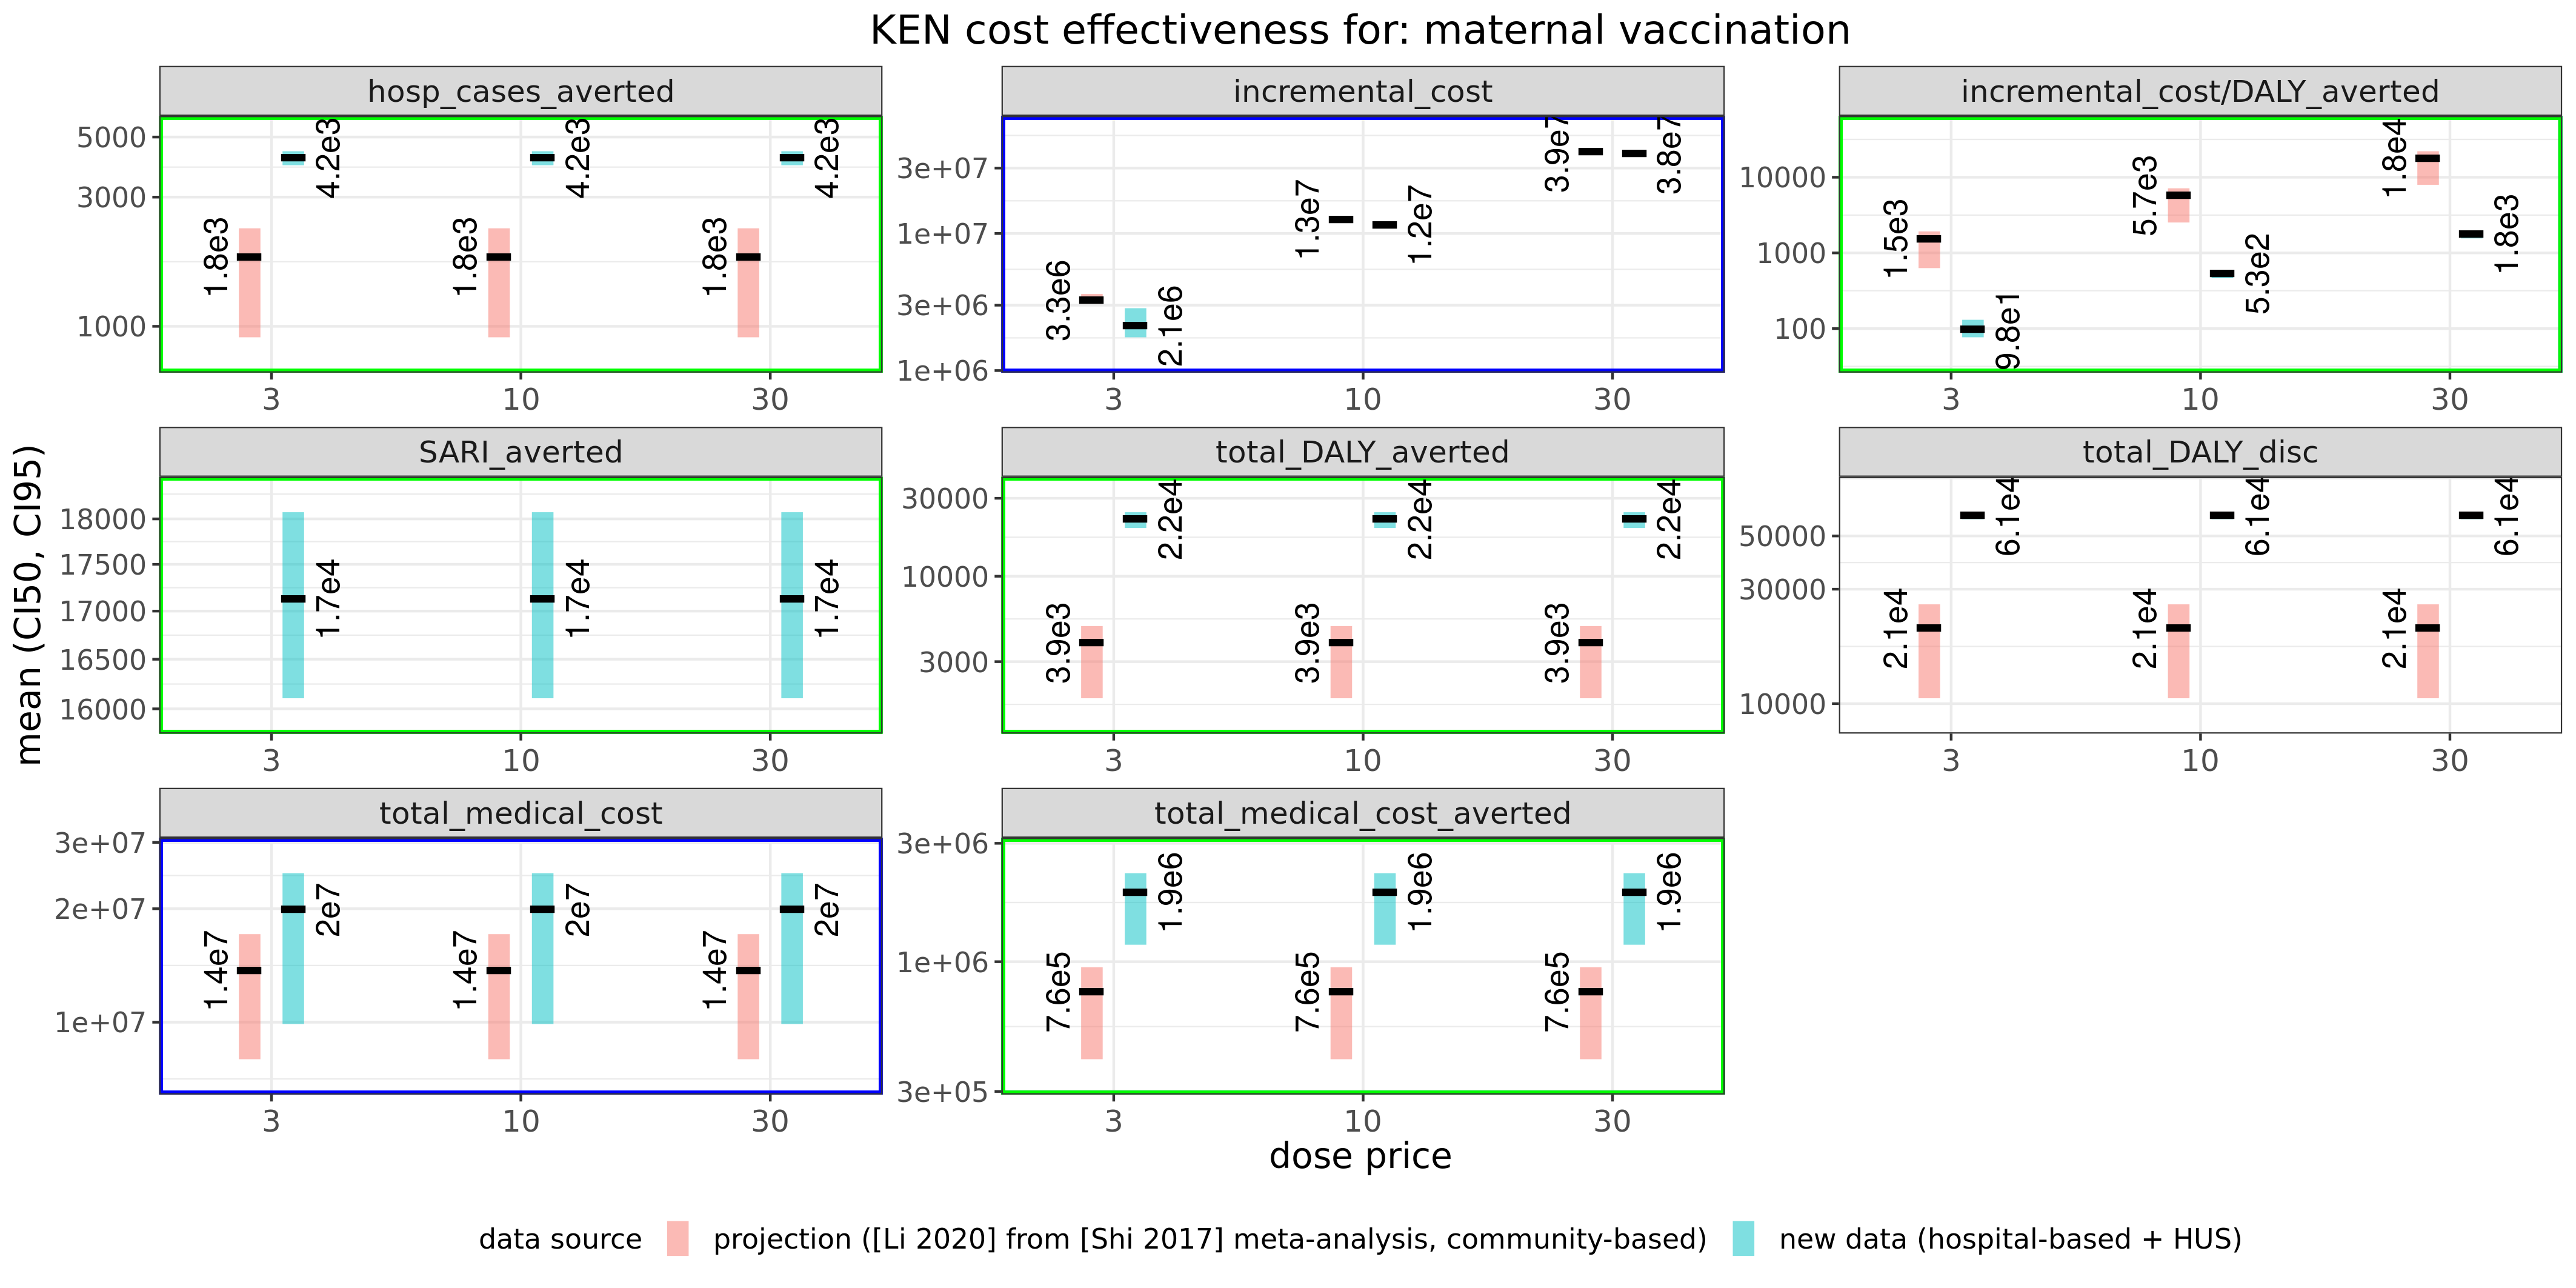 KEN cost effectiveness for: maternal vaccination
hosp_cases_averted
5000
3000
1000
4.2e3
4.2e3
4.2e3
1.8e3
1.8e3
1.8e3
3
10
30
incremental_cost
3e+07
1e+07
3e+06
1e+06
3.3e6
2.1e6
1.3e7
1.2e7
3.9e7
3.8e7
3
10
30
incremental_cost/DALY_averted
10000
1000
100
1.5e3
9.8e1
5.7e3
5.3e2
1.8e4
1.8e3
3
10
30
mean (CI50, CI95)
SARI_averted
18000
17500
17000
16500
16000
1.7e4
1.7e4
1.7e4
3
10
30
total_DALY_averted
30000
10000
3000
2.2e4
2.2e4
2.2e4
3.9e3
3.9e3
3.9e3
3
10
30
total_DALY_disc
50000
30000
10000
6.1e4
6.1e4
6.1e4
2.1e4
2.1e4
2.1e4
3
10
30
total_medical_cost
3e+07
2e+07
1e+07
1.4e7
2e7
1.4e7
2e7
1.4e7
2e7
3
10
30
total_medical_cost_averted
3e+06
1e+06
3e+05
7.6e5
1.9e6
7.6e5
1.9e6
7.6e5
1.9e6
3
10
30
dose price
data source
projection ([Li 2020] from [Shi 2017] meta-analysis, community-based)
new data (hospital-based + HUS)